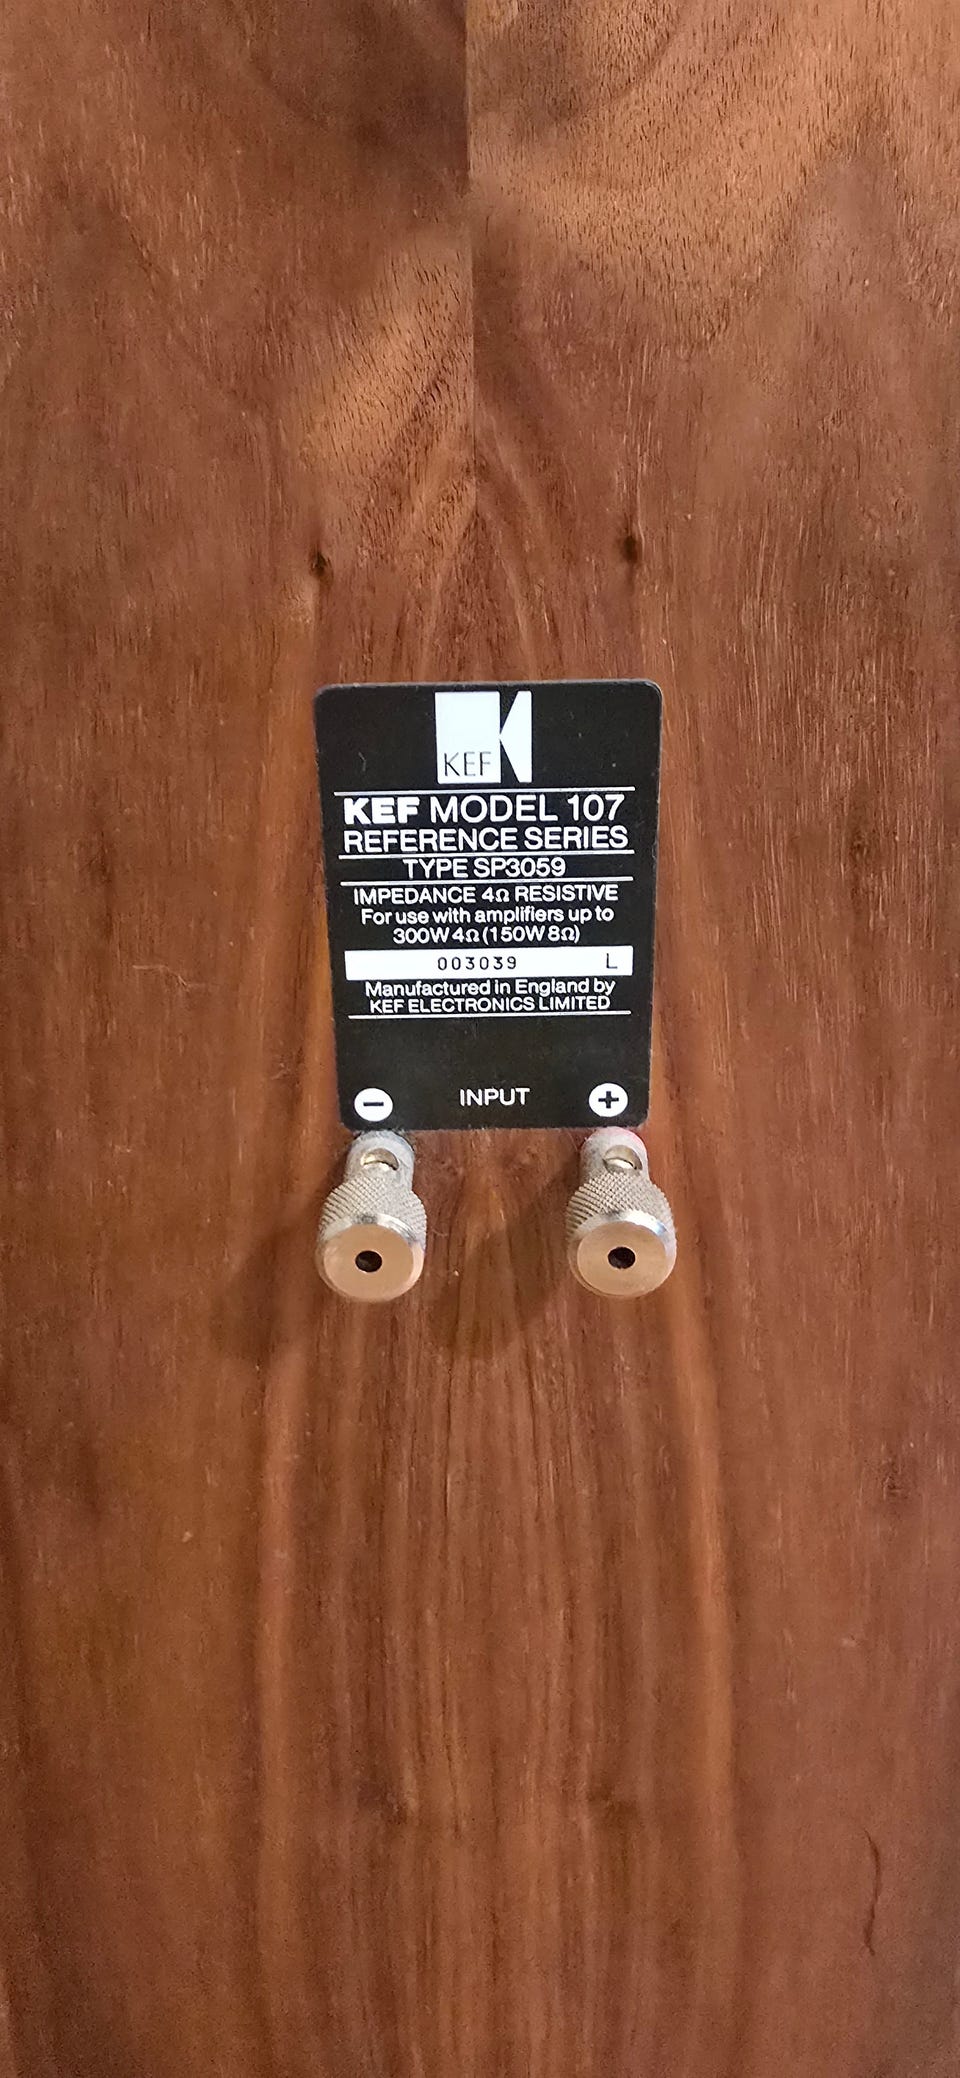 KEF
KEF MODEL 107
REFERENCE SERIES
TYPE SP3059
IMPEDANCE 4Ω RESISTIVE
For use with amplifiers up to
300W 4Ω (150W 8Ω)
003039 L
Manufactured in England by
KEF ELECTRONICS LIMITED
− INPUT +